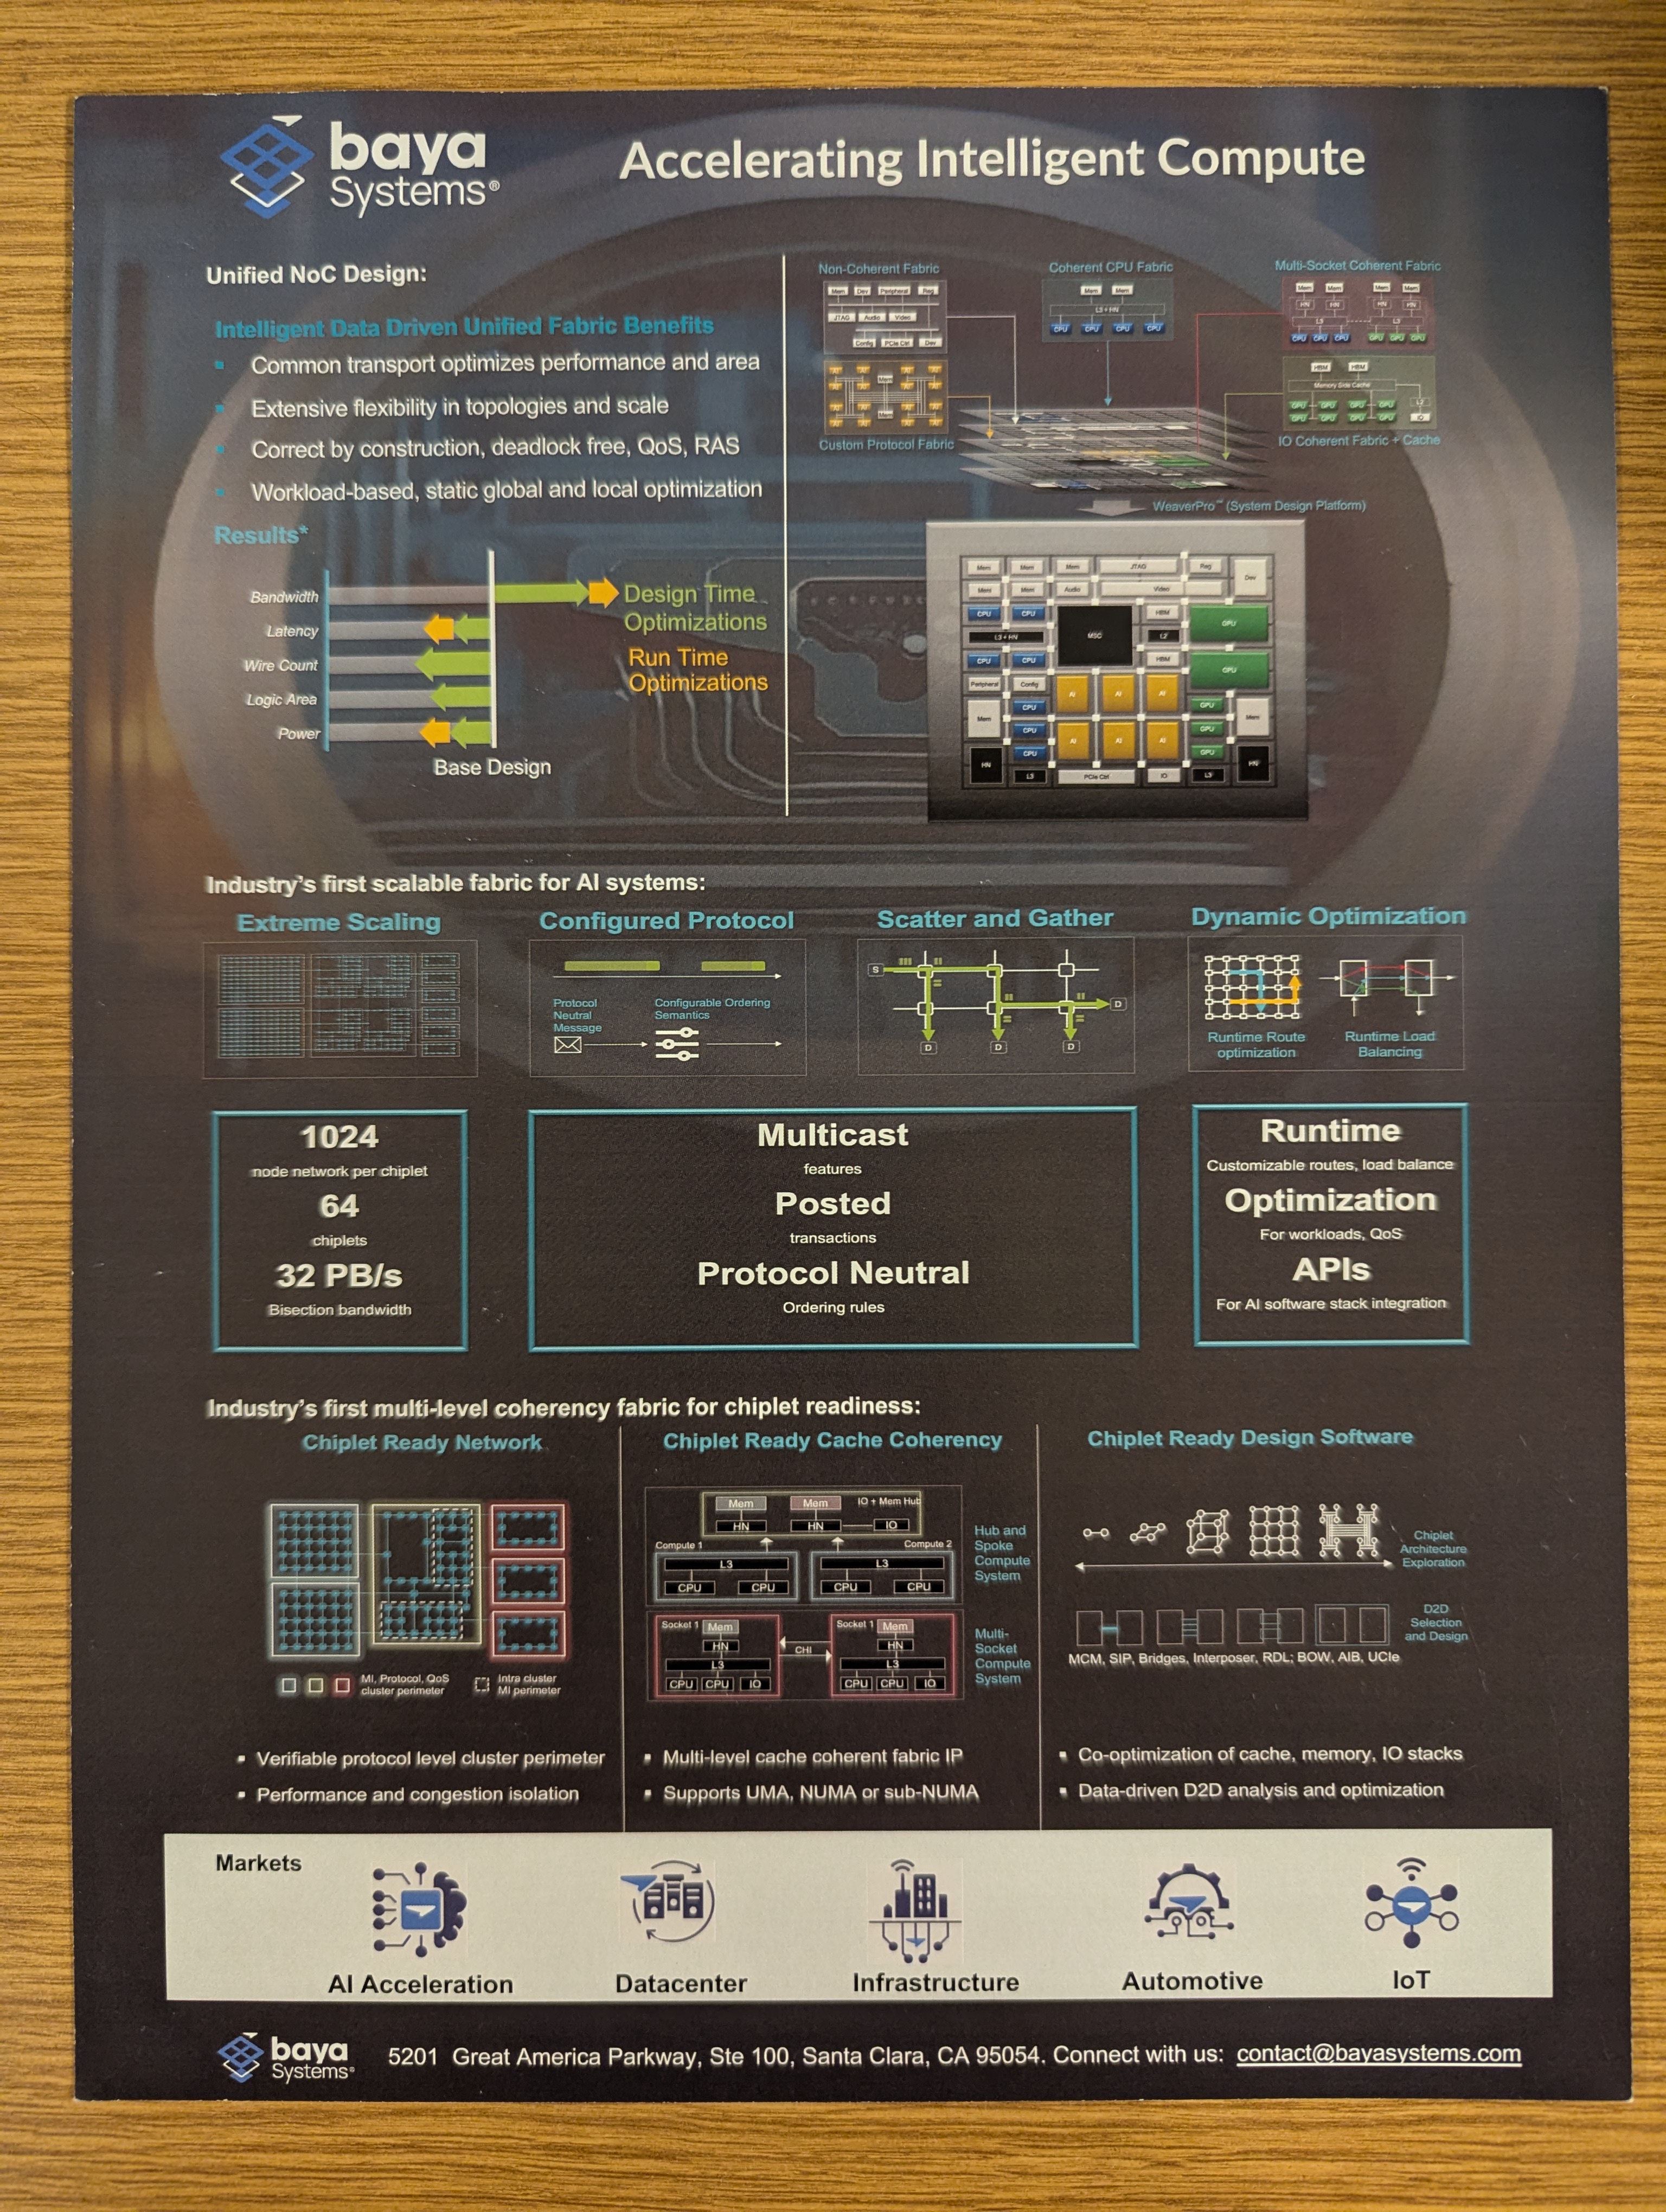 baya
Systems®
Accelerating Intelligent Compute
Unified NoC Design:
Intelligent Data Driven Unified Fabric Benefits
Common transport optimizes performance and area
Extensive flexibility in topologies and scale
Correct by construction, deadlock free, QoS, RAS
Workload-based, static global and local optimization
Results*
Bandwidth
Latency
Wire Count
Logic Area
Power
Base Design
Design Time
Optimizations
Run Time
Optimizations
Non-Coherent Fabric
Mem Dev Peripheral Reg
JTAG Audio Video
Config PCIe Ctrl Dev
Custom Protocol Fabric
Coherent CPU Fabric
Mem Mem
L3 + HN
CPU CPU CPU CPU
Multi-Socket Coherent Fabric
Mem Mem Mem Mem
HN HN HN HN
L3 L3
CPU CPU CPU GPU GPU GPU
HBM HBM
Memory Side Cache
GPU GPU GPU GPU L2
GPU GPU GPU GPU IO
IO Coherent Fabric + Cache
WeaverPro™ (System Design Platform)
Mem Mem Mem JTAG Reg Dev
Mem Mem Audio Video
CPU CPU MSC HBM GPU
L3 + HN L2
CPU CPU HBM GPU
Peripheral Config AI AI AI
CPU GPU
Mem CPU GPU Mem
AI AI AI
CPU GPU
HN L3 PCIe Ctrl IO L3 HN
Industry's first scalable fabric for AI systems:
Extreme Scaling
Configured Protocol
Protocol
Neutral
Message
Configurable Ordering
Semantics
Scatter and Gather
S
D
D D D
Dynamic Optimization
Runtime Route
optimization
Runtime Load
Balancing
1024
node network per chiplet
64
chiplets
32 PB/s
Bisection bandwidth
Multicast
features
Posted
transactions
Protocol Neutral
Ordering rules
Runtime
Customizable routes, load balance
Optimization
For workloads, QoS
APIs
For AI software stack integration
Industry's first multi-level coherency fabric for chiplet readiness:
Chiplet Ready Network
MI, Protocol, QoS
cluster perimeter
Intra cluster
MI perimeter
Verifiable protocol level cluster perimeter
Performance and congestion isolation
Chiplet Ready Cache Coherency
Mem Mem IO + Mem Hub
HN HN IO
Compute 1 Compute 2
L3 L3
CPU CPU CPU CPU
Hub and
Spoke
Compute
System
Socket 1 Mem Socket 1 Mem
HN CHI HN
L3 L3
CPU CPU IO CPU CPU IO
Multi-
Socket
Compute
System
Multi-level cache coherent fabric IP
Supports UMA, NUMA or sub-NUMA
Chiplet Ready Design Software
Chiplet
Architecture
Exploration
D2D
Selection
and Design
MCM, SIP, Bridges, Interposer, RDL; BOW, AIB, UCIe
Co-optimization of cache, memory, IO stacks
Data-driven D2D analysis and optimization
Markets
AI Acceleration
Datacenter
Infrastructure
Automotive
IoT
baya
Systems®
5201 Great America Parkway, Ste 100, Santa Clara, CA 95054. Connect with us: contact@bayasystems.com